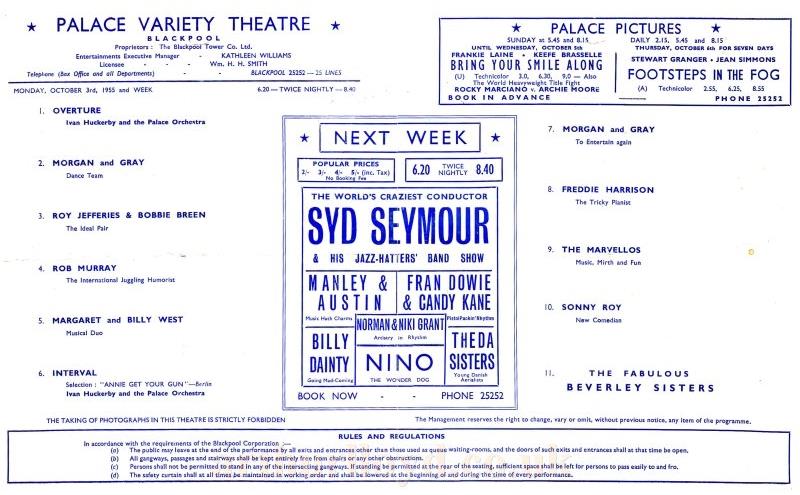 ★ PALACE VARIETY THEATRE ★
BLACKPOOL
Proprietors : The Blackpool Tower Co. Ltd.
Entertainments Executive Manager - KATHLEEN WILLIAMS
Licensee - - - Wm. H. H. SMITH
Telephone (Box Office and all Departments) - - - BLACKPOOL 25252 — 25 LINES
MONDAY, OCTOBER 3rd, 1955 and WEEK
6.20 — TWICE NIGHTLY — 8.40
★ PALACE PICTURES ★
SUNDAY at 5.45 and 8.15
UNTIL WEDNESDAY, OCTOBER 5th
FRANKIE LAINE • KEEFE BRASSELLE
BRING YOUR SMILE ALONG
(U) Technicolor 3.0, 6.30, 9.0 — Also
The World Heavyweight Title Fight
ROCKY MARCIANO v. ARCHIE MOORE
DAILY 2.15, 5.45 and 8.15
THURSDAY, OCTOBER 6th FOR SEVEN DAYS
STEWART GRANGER • JEAN SIMMONS
FOOTSTEPS IN THE FOG
(A) Technicolor 2.55, 6.25, 8.55
BOOK IN ADVANCE PHONE 25252
1. OVERTURE
Ivan Huckerby and the Palace Orchestra
2. MORGAN and GRAY
Dance Team
3. ROY JEFFERIES & BOBBIE BREEN
The Ideal Pair
4. ROB MURRAY
The International Juggling Humorist
5. MARGARET and BILLY WEST
Musical Duo
6. INTERVAL
Selection : "ANNIE GET YOUR GUN"—Berlin
Ivan Huckerby and the Palace Orchestra
★ NEXT WEEK ★
POPULAR PRICES
2/- 3/- 4/- 5/- (inc. Tax)
No Booking Fee
6.20 TWICE NIGHTLY 8.40
THE WORLD'S CRAZIEST CONDUCTOR
SYD SEYMOUR
& HIS JAZZ-HATTERS' BAND SHOW
MANLEY &
AUSTIN
Music Hath Charms
FRAN DOWIE
& CANDY KANE
Pistol Packin' Rhythm
NORMAN & NIKI GRANT
Artistry in Rhythm
BILLY
DAINTY
Going Mad—Coming
NINO
THE WONDER DOG
THEDA
SISTERS
Young Danish
Aerialists
BOOK NOW - - PHONE 25252
7. MORGAN and GRAY
To Entertain again
8. FREDDIE HARRISON
The Tricky Pianist
9. THE MARVELLOS
Music, Mirth and Fun
10. SONNY ROY
New Comedian
11. THE FABULOUS
BEVERLEY SISTERS
THE TAKING OF PHOTOGRAPHS IN THIS THEATRE IS STRICTLY FORBIDDEN
The Management reserves the right to change, vary or omit, without previous notice, any item of the programme.
RULES AND REGULATIONS
In accordance with the requirements of the Blackpool Corporation :—
(a) The public may leave at the end of the performance by all exits and entrances other than those used as queue waiting-rooms, and the doors of such exits and entrances shall at that time be open,
(b) All gangways, passages and stairways shall be kept entirely free from chairs or any other obstructions.
(c) Persons shall not be permitted to stand in any of the intersecting gangways. If standing be permitted at the rear of the seating, sufficient space shall be left for persons to pass easily to and fro.
(d) The safety curtain shall at all times be maintained in working order and shall be lowered at the beginning of and during the time of every performance.